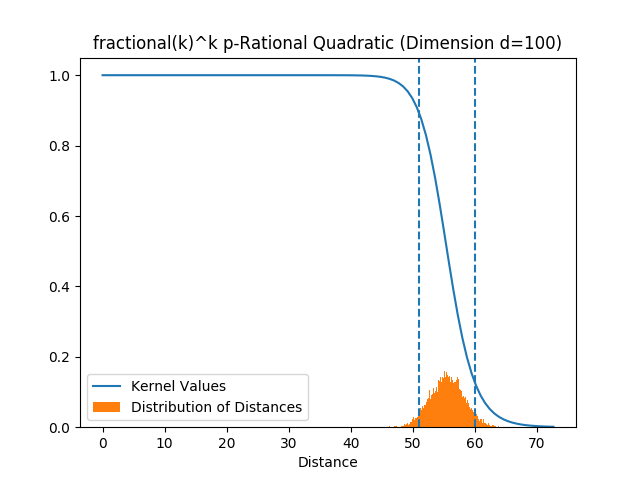 fractional(k)^k p-Rational Quadratic (Dimension d=100)
1.0
0.8
0.6
0.4
0.2
0.0
Kernel Values
Distribution of Distances
0 10 20 30 40 50 60 70
Distance